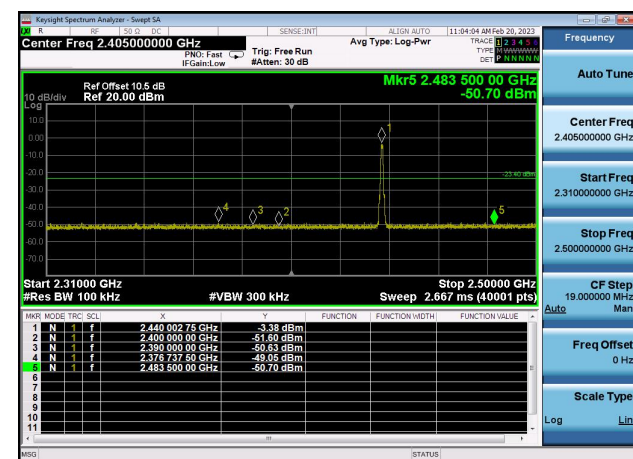 Keysight Spectrum Analyzer - Swept SA
R RF 50 Ω DC SENSE:INT ALIGN AUTO 11:04:04 AM Feb 20, 2023
Center Freq 2.405000000 GHz
PNO: Fast
IFGain:Low
Trig: Free Run
#Atten: 30 dB
Avg Type: Log-Pwr
TRACE 1 2 3 4 5 6
TYPE M W W W W W
DET P N N N N N
Mkr5 2.483 500 00 GHz
-50.70 dBm
Ref Offset 10.5 dB
10 dB/div Ref 20.00 dBm
Log
10.0
0.00
-10.0
-20.0
-30.0
-40.0
-50.0
-60.0
-70.0
1
-23.40 dBm
4 3 2 5
Start 2.31000 GHz Stop 2.50000 GHz
#Res BW 100 kHz #VBW 300 kHz Sweep 2.667 ms (40001 pts)
MKR MODE TRC SCL X Y FUNCTION FUNCTION WIDTH FUNCTION VALUE
1 N 1 f 2.440 002 75 GHz -3.38 dBm
2 N 1 f 2.400 000 00 GHz -51.60 dBm
3 N 1 f 2.390 000 00 GHz -50.63 dBm
4 N 1 f 2.376 737 50 GHz -49.05 dBm
5 N 1 f 2.483 500 00 GHz -50.70 dBm
6
7
8
9
10
11
MSG STATUS
Frequency
Auto Tune
Center Freq
2.405000000 GHz
Start Freq
2.310000000 GHz
Stop Freq
2.500000000 GHz
CF Step
19.000000 MHz
Auto Man
Freq Offset
0 Hz
Scale Type
Log Lin